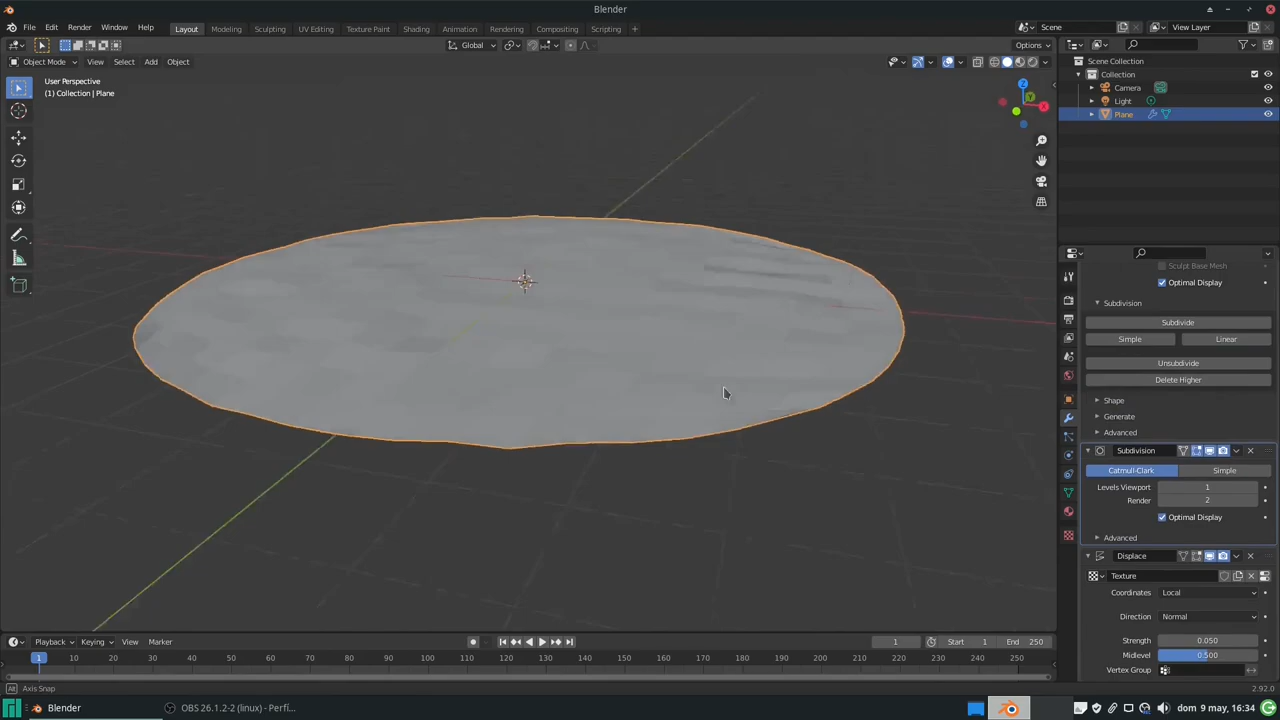 Blender
File Edit Render Window Help
Layout Modeling Sculpting UV Editing Texture Paint Shading Animation Rendering Compositing Scripting
Scene
View Layer
Global
Options
Object Mode View Select Add Object
User Perspective
(1) Collection | Plane
Z
Y
X
Scene Collection
Collection
Camera
Light
Plane
Sculpt Base Mesh
Optimal Display
Subdivision
Subdivide
Simple Linear
Unsubdivide
Delete Higher
Shape
Generate
Advanced
Subdivision
Catmull-Clark Simple
Levels Viewport 1
Render 2
Optimal Display
Advanced
Displace
Texture
Coordinates Local
Direction Normal
Strength 0.050
Midlevel 0.500
Vertex Group
Playback Keying View Marker
1 Start 1 End 250
1 10 20 30 40 50 60 70 80 90 100 110 120 130 140 150 160 170 180 190 200 210 220 230 240 250
Alt Axis Snap
2.92.0
Blender
OBS 26.1.2-2 (linux) - Perfi...
dom 9 may, 16:34